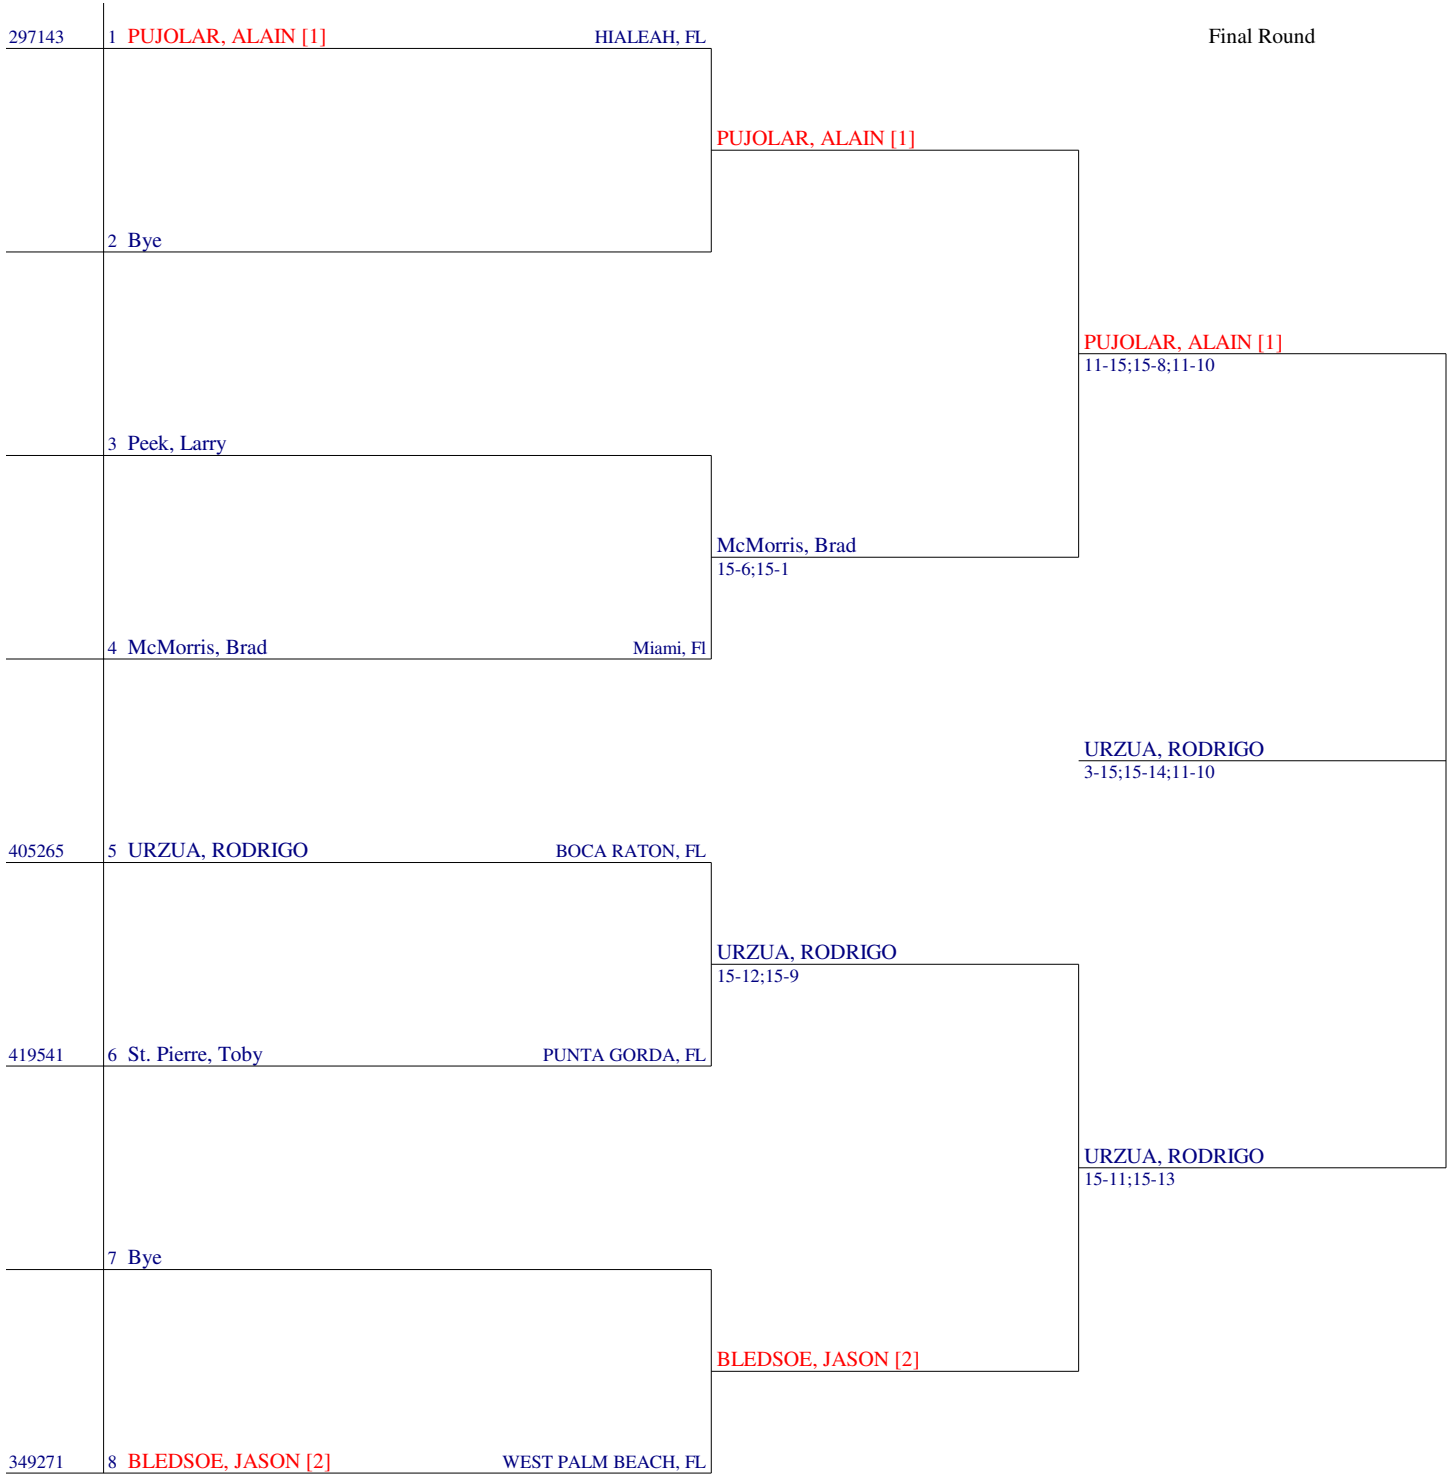 297143 1 PUJOLAR, ALAIN [1] HIALEAH, FL Final Round
PUJOLAR, ALAIN [1]
2 Bye
PUJOLAR, ALAIN [1]
11-15;15-8;11-10
3 Peek, Larry
McMorris, Brad
15-6;15-1
4 McMorris, Brad Miami, Fl
URZUA, RODRIGO
3-15;15-14;11-10
405265 5 URZUA, RODRIGO BOCA RATON, FL
URZUA, RODRIGO
15-12;15-9
419541 6 St. Pierre, Toby PUNTA GORDA, FL
URZUA, RODRIGO
15-11;15-13
7 Bye
BLEDSOE, JASON [2]
349271 8 BLEDSOE, JASON [2] WEST PALM BEACH, FL